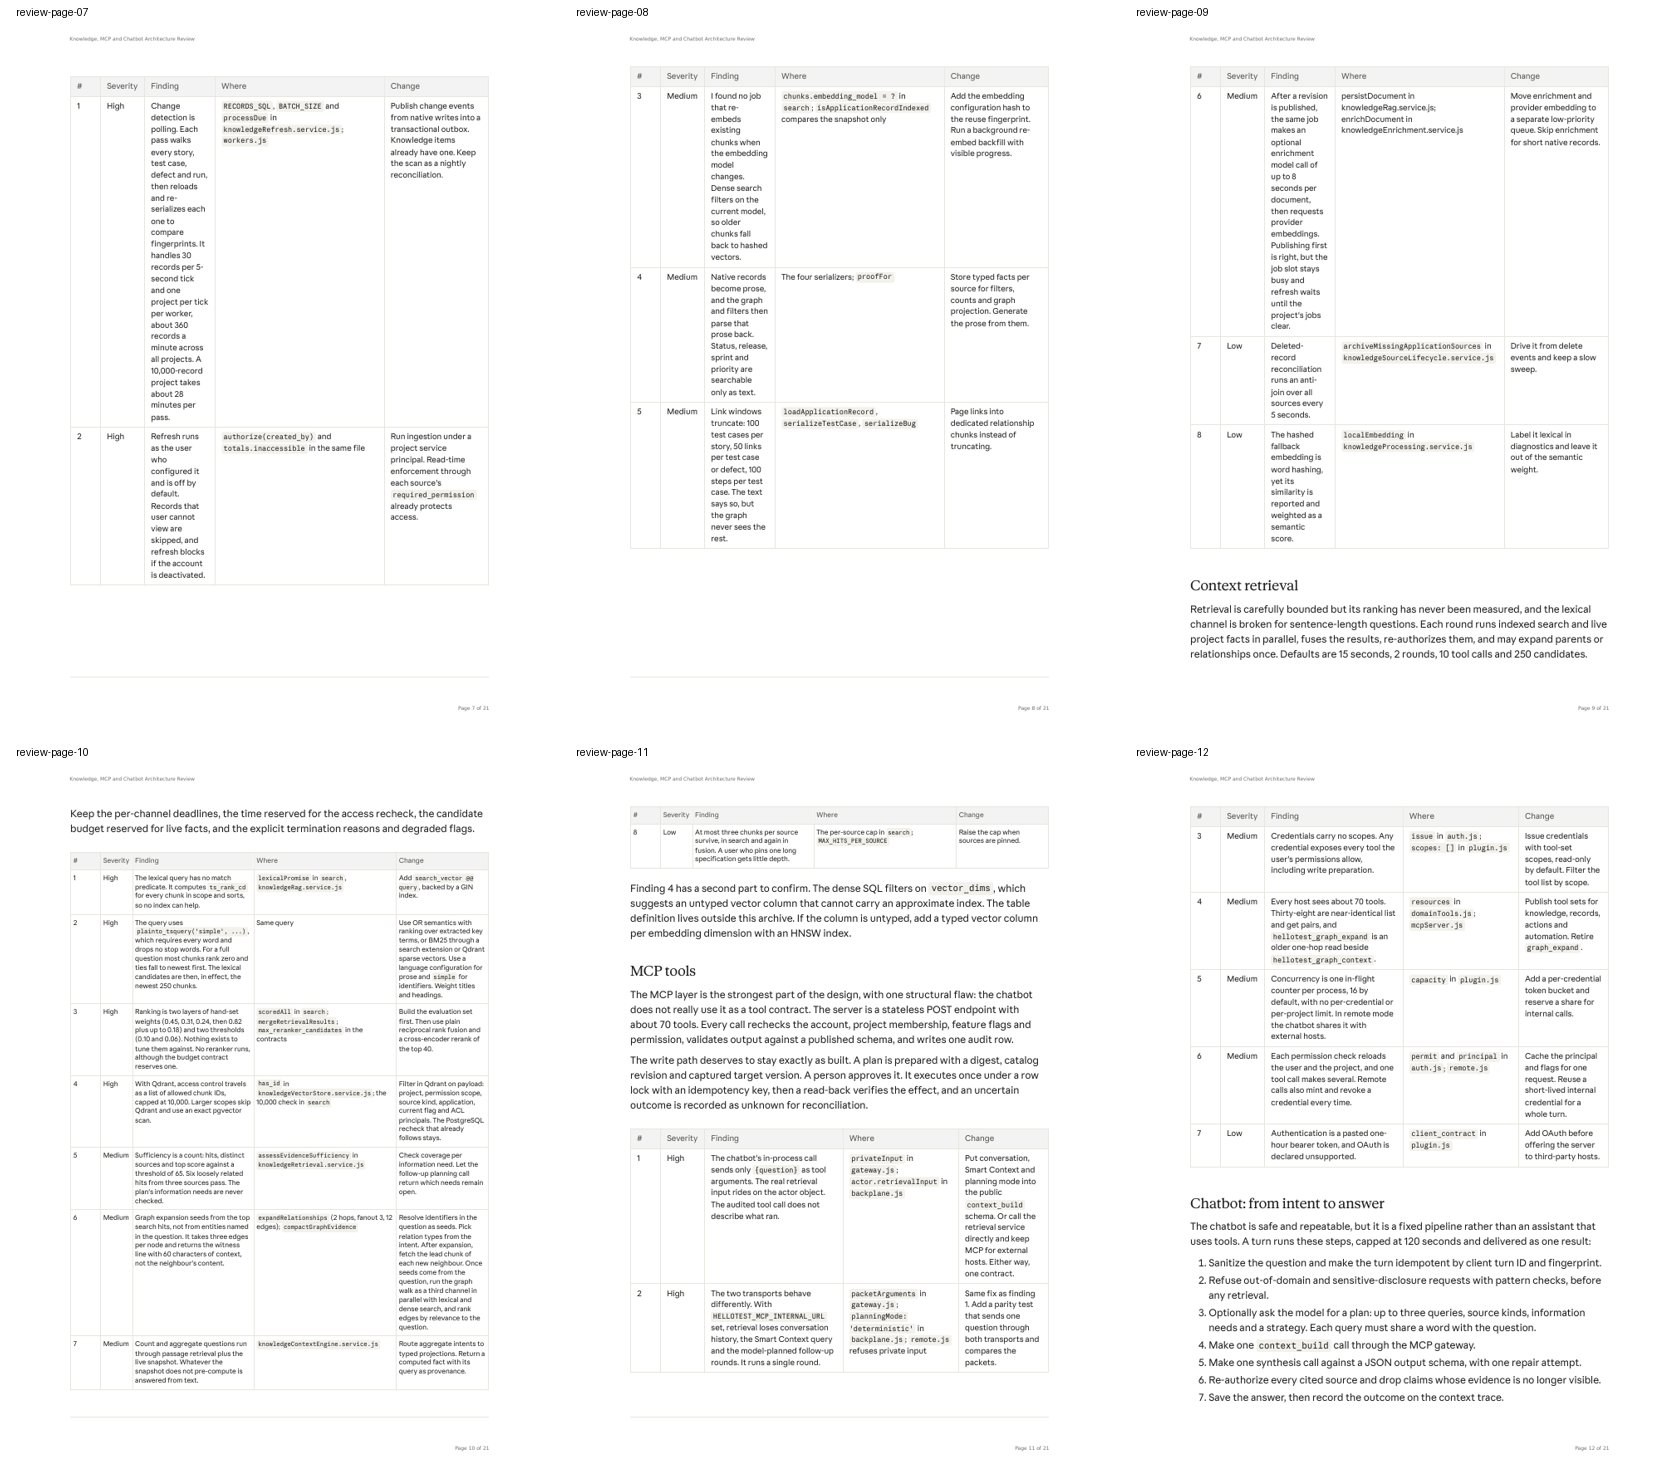 review-page-07
Knowledge, MCP and Chatbot Architecture Review
# Severity Finding Where Change
1 High
Change
detection is
polling. Each
pass walks
every story,
test case,
defect and run,
then reloads
and re-
serializes each
one to
compare
fingerprints. It
handles 30
records per 5-
second tick
and one
project per tick
per worker,
about 360
records a
minute across
all projects. A
10,000-record
project takes
about 28
minutes per
pass.
RECORDS_SQL, BATCH_SIZE and
processDue in
knowledgeRefresh.service.js;
workers.js
Publish change events
from native writes into a
transactional outbox.
Knowledge items
already have one. Keep
the scan as a nightly
reconciliation.
2 High
Refresh runs
as the user
who
configured it
and is off by
default.
Records that
user cannot
view are
skipped, and
refresh blocks
if the account
is deactivated.
authorize(created_by) and
totals.inaccessible in the same file
Run ingestion under a
project service
principal. Read-time
enforcement through
each source's
required_permission
already protects
access.
Page 7 of 21
review-page-08
Knowledge, MCP and Chatbot Architecture Review
# Severity Finding Where Change
3 Medium
I found no job
that re-
embeds
existing
chunks when
the embedding
model
changes.
Dense search
filters on the
current model,
so older
chunks fall
back to hashed
vectors.
chunks.embedding_model = ? in
search; isApplicationRecordIndexed
compares the snapshot only
Add the embedding
configuration hash to
the reuse fingerprint.
Run a background re-
embed backfill with
visible progress.
4 Medium
Native records
become prose,
and the graph
and filters then
parse that
prose back.
Status, release,
sprint and
priority are
searchable
only as text.
The four serializers; proofFor
Store typed facts per
source for filters,
counts and graph
projection. Generate
the prose from them.
5 Medium
Link windows
truncate: 100
test cases per
story, 50 links
per test case
or defect, 100
steps per test
case. The text
says so, but
the graph
never sees the
rest.
loadApplicationRecord,
serializeTestCase, serializeBug
Page links into
dedicated relationship
chunks instead of
truncating.
Page 8 of 21
review-page-09
Knowledge, MCP and Chatbot Architecture Review
# Severity Finding Where Change
6 Medium
After a revision
is published,
the same job
makes an
optional
enrichment
model call of
up to 8
seconds per
document,
then requests
provider
embeddings.
Publishing first
is right, but the
job slot stays
busy and
refresh waits
until the
project's jobs
clear.
persistDocument in
knowledgeRag.service.js;
enrichDocument in
knowledgeEnrichment.service.js
Move enrichment and
provider embedding to
a separate low-priority
queue. Skip enrichment
for short native records.
7 Low
Deleted-
record
reconciliation
runs an anti-
join over all
sources every
5 seconds.
archiveMissingApplicationSources in
knowledgeSourceLifecycle.service.js
Drive it from delete
events and keep a slow
sweep.
8 Low
The hashed
fallback
embedding is
word hashing,
yet its
similarity is
reported and
weighted as a
semantic
score.
localEmbedding in
knowledgeProcessing.service.js
Label it lexical in
diagnostics and leave it
out of the semantic
weight.
Context retrieval
Retrieval is carefully bounded but its ranking has never been measured, and the lexical
channel is broken for sentence-length questions. Each round runs indexed search and live
project facts in parallel, fuses the results, re-authorizes them, and may expand parents or
relationships once. Defaults are 15 seconds, 2 rounds, 10 tool calls and 250 candidates.
Page 9 of 21
review-page-10
Knowledge, MCP and Chatbot Architecture Review
Keep the per-channel deadlines, the time reserved for the access recheck, the candidate
budget reserved for live facts, and the explicit termination reasons and degraded flags.
# Severity Finding Where Change
1 High
The lexical query has no match
predicate. It computes ts_rank_cd
for every chunk in scope and sorts,
so no index can help.
lexicalPromise in search,
knowledgeRag.service.js
Add search_vector @@
query, backed by a GIN
index.
2 High
The query uses
plainto_tsquery('simple', ...),
which requires every word and
drops no stop words. For a full
question most chunks rank zero and
ties fall to newest first. The lexical
candidates are then, in effect, the
newest 250 chunks.
Same query
Use OR semantics with
ranking over extracted key
terms, or BM25 through a
search extension or Qdrant
sparse vectors. Use a
language configuration for
prose and simple for
identifiers. Weight titles
and headings.
3 High
Ranking is two layers of hand-set
weights (0.45, 0.31, 0.24, then 0.82
plus up to 0.18) and two thresholds
(0.10 and 0.06). Nothing exists to
tune them against. No reranker runs,
although the budget contract
reserves one.
scoredAll in search;
mergeRetrievalResults;
max_reranker_candidates in the
contracts
Build the evaluation set
first. Then use plain
reciprocal rank fusion and
a cross-encoder rerank of
the top 40.
4 High
With Qdrant, access control travels
as a list of allowed chunk IDs,
capped at 10,000. Larger scopes skip
Qdrant and use an exact pgvector
scan.
has_id in
knowledgeVectorStore.service.js; the
10,000 check in search
Filter in Qdrant on payload:
project, permission scope,
source kind, application,
current flag and ACL
principals. The PostgreSQL
recheck that already
follows stays.
5 Medium
Sufficiency is a count: hits, distinct
sources and top score against a
threshold of 65. Six loosely related
hits from three sources pass. The
plan's information needs are never
checked.
assessEvidenceSufficiency in
knowledgeRetrieval.service.js
Check coverage per
information need. Let the
follow-up planning call
return which needs remain
open.
6 Medium
Graph expansion seeds from the top
search hits, not from entities named
in the question. It takes three edges
per node and returns the witness
line with 60 characters of context,
not the neighbour's content.
expandRelationships (2 hops, fanout 3, 12
edges); compactGraphEvidence
Resolve identifiers in the
question as seeds. Pick
relation types from the
intent. After expansion,
fetch the lead chunk of
each new neighbour. Once
seeds come from the
question, run the graph
walk as a third channel in
parallel with lexical and
dense search, and rank
edges by relevance to the
question.
7 Medium
Count and aggregate questions run
through passage retrieval plus the
live snapshot. Whatever the
snapshot does not pre-compute is
answered from text.
knowledgeContextEngine.service.js
Route aggregate intents to
typed projections. Return a
computed fact with its
query as provenance.
Page 10 of 21
review-page-11
Knowledge, MCP and Chatbot Architecture Review
# Severity Finding Where Change
8 Low
At most three chunks per source
survive, in search and again in
fusion. A user who pins one long
specification gets little depth.
The per-source cap in search;
MAX_HITS_PER_SOURCE
Raise the cap when
sources are pinned.
Finding 4 has a second part to confirm. The dense SQL filters on vector_dims, which
suggests an untyped vector column that cannot carry an approximate index. The table
definition lives outside this archive. If the column is untyped, add a typed vector column
per embedding dimension with an HNSW index.
MCP tools
The MCP layer is the strongest part of the design, with one structural flaw: the chatbot
does not really use it as a tool contract. The server is a stateless POST endpoint with
about 70 tools. Every call rechecks the account, project membership, feature flags and
permission, validates output against a published schema, and writes one audit row.
The write path deserves to stay exactly as built. A plan is prepared with a digest, catalog
revision and captured target version. A person approves it. It executes once under a row
lock with an idempotency key, then a read-back verifies the effect, and an uncertain
outcome is recorded as unknown for reconciliation.
# Severity Finding Where Change
1 High
The chatbot's in-process call
sends only {question} as tool
arguments. The real retrieval
input rides on the actor object.
The audited tool call does not
describe what ran.
privateInput in
gateway.js;
actor.retrievalInput in
backplane.js
Put conversation,
Smart Context and
planning mode into
the public
context_build
schema. Or call the
retrieval service
directly and keep
MCP for external
hosts. Either way,
one contract.
2 High
The two transports behave
differently. With
HELLOTEST_MCP_INTERNAL_URL
set, retrieval loses conversation
history, the Smart Context query
and the model-planned follow-up
rounds. It runs a single round.
packetArguments in
gateway.js;
planningMode:
'deterministic' in
backplane.js; remote.js
refuses private input
Same fix as finding
1. Add a parity test
that sends one
question through
both transports and
compares the
packets.
Page 11 of 21
review-page-12
Knowledge, MCP and Chatbot Architecture Review
# Severity Finding Where Change
3 Medium
Credentials carry no scopes. Any
credential exposes every tool the
user's permissions allow,
including write preparation.
issue in auth.js;
scopes: [] in plugin.js
Issue credentials
with tool-set
scopes, read-only
by default. Filter the
tool list by scope.
4 Medium
Every host sees about 70 tools.
Thirty-eight are near-identical list
and get pairs, and
hellotest_graph_expand is an
older one-hop read beside
hellotest_graph_context.
resources in
domainTools.js;
mcpServer.js
Publish tool sets for
knowledge, records,
actions and
automation. Retire
graph_expand.
5 Medium
Concurrency is one in-flight
counter per process, 16 by
default, with no per-credential or
per-project limit. In remote mode
the chatbot shares it with
external hosts.
capacity in plugin.js
Add a per-credential
token bucket and
reserve a share for
internal calls.
6 Medium
Each permission check reloads
the user and the project, and one
tool call makes several. Remote
calls also mint and revoke a
credential every time.
permit and principal in
auth.js; remote.js
Cache the principal
and flags for one
request. Reuse a
short-lived internal
credential for a
whole turn.
7 Low
Authentication is a pasted one-
hour bearer token, and OAuth is
declared unsupported.
client_contract in
plugin.js
Add OAuth before
offering the server
to third-party hosts.
Chatbot: from intent to answer
The chatbot is safe and repeatable, but it is a fixed pipeline rather than an assistant that
uses tools. A turn runs these steps, capped at 120 seconds and delivered as one result:
1. Sanitize the question and make the turn idempotent by client turn ID and fingerprint.
2. Refuse out-of-domain and sensitive-disclosure requests with pattern checks, before
any retrieval.
3. Optionally ask the model for a plan: up to three queries, source kinds, information
needs and a strategy. Each query must share a word with the question.
4. Make one context_build call through the MCP gateway.
5. Make one synthesis call against a JSON output schema, with one repair attempt.
6. Re-authorize every cited source and drop claims whose evidence is no longer visible.
7. Save the answer, then record the outcome on the context trace.
Page 12 of 21